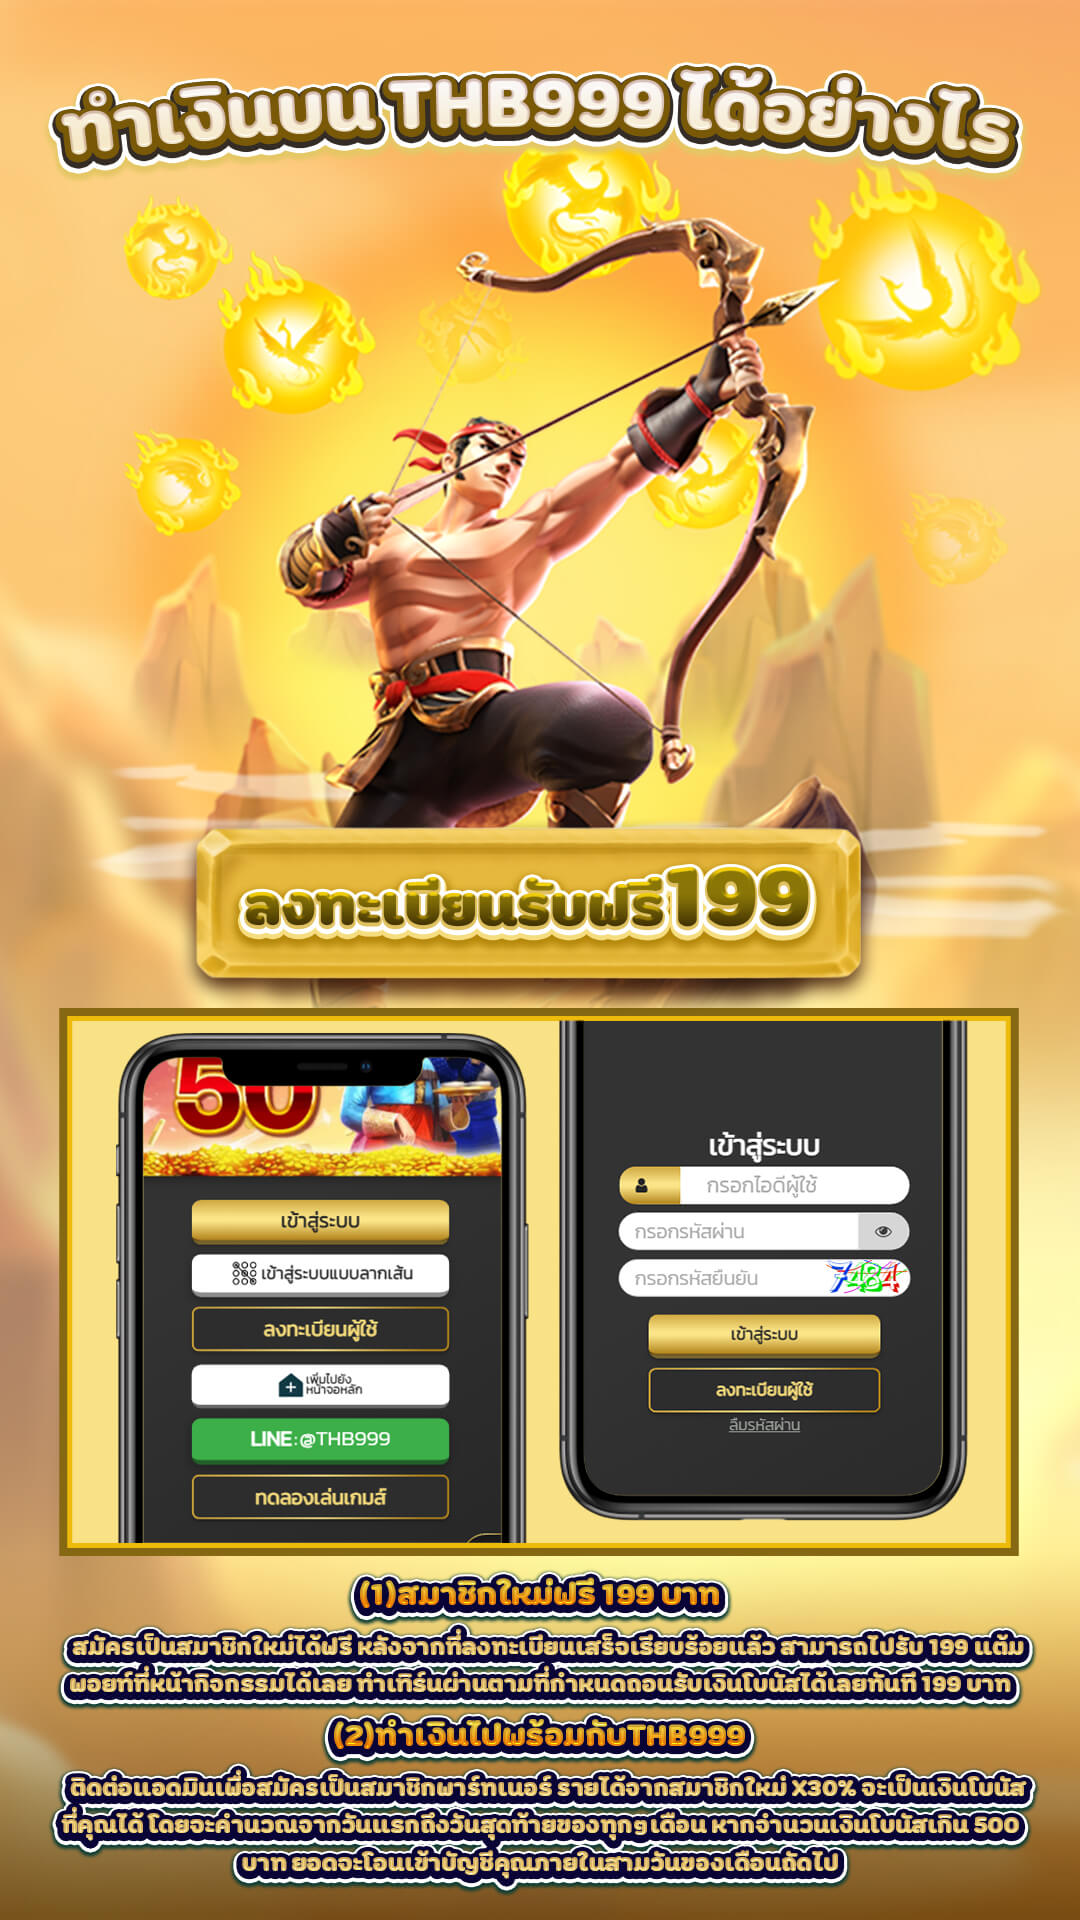 ทำเงินบน THB999 ได้อย่างไร
ลงทะเบียนรับฟรี 199
50
เข้าสู่ระบบ
เข้าสู่ระบบแบบลากเส้น
ลงทะเบียนผู้ใช้
เพิ่มไปยัง
หน้าจอหลัก
LINE:@THB999
ทดลองเล่นเกมส์
เข้าสู่ระบบ
กรอกไอดีผู้ใช้
กรอกรหัสผ่าน
กรอกรหัสยืนยัน 7484
เข้าสู่ระบบ
ลงทะเบียนผู้ใช้
ลืมรหัสผ่าน
(1)สมาชิกใหม่ฟรี 199 บาท
สมัครเป็นสมาชิกใหม่ได้ฟรี หลังจากที่ลงทะเบียนเสร็จเรียบร้อยแล้ว สามารถไปรับ 199 แต้ม
พอยท์ที่หน้ากิจกรรมได้เลย ทำเทิร์นผ่านตามที่กำหนดถอนรับเงินโบนัสได้เลยทันที 199 บาท
(2)ทำเงินไปพร้อมกับTHB999
ติดต่อแอดมินเพื่อสมัครเป็นสมาชิกพาร์ทเนอร์ รายได้จากสมาชิกใหม่ X30% จะเป็นเงินโบนัส
ที่คุณได้ โดยจะคำนวณจากวันแรกถึงวันสุดท้ายของทุกๆเดือน หากจำนวนเงินโบนัสเกิน 500
บาท ยอดจะโอนเข้าบัญชีคุณภายในสามวันของเดือนถัดไป